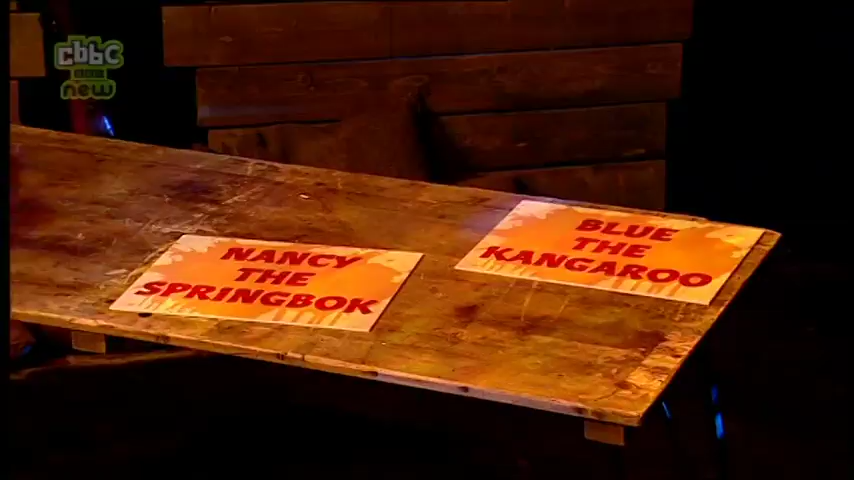 cbbc
new
NANCY
THE
SPRINGBOK
BLUE
THE
KANGAROO